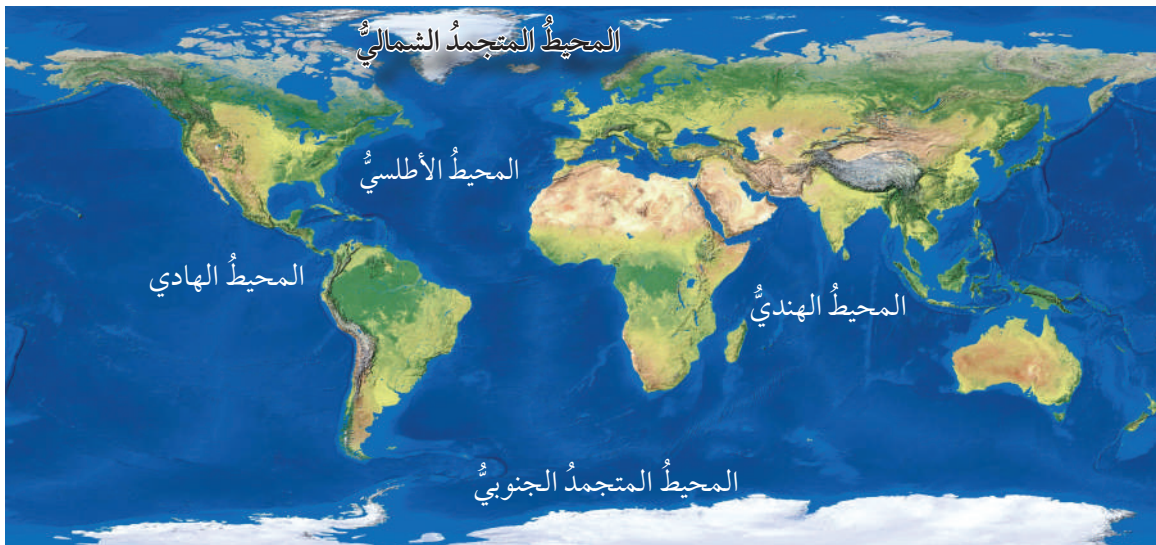 المحيطُ المتجمدُ الشماليُّ
المحيطُ الأطلسيُّ
المحيطُ الهادي
المحيطُ الهنديُّ
المحيطُ المتجمدُ الجنوبيُّ